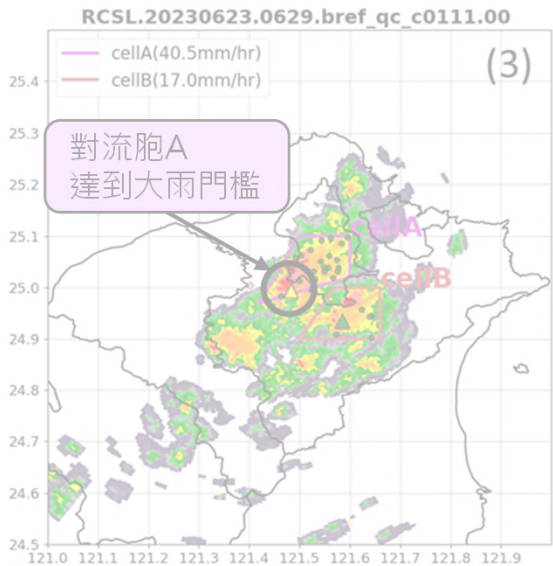 RCSL.20230623.0629.bref_qc_c0111.00
cellA(40.5mm/hr)
cellB(17.0mm/hr)
(3)
對流胞A
達到大雨門檻
cellA
cellB
25.4
25.3
25.2
25.1
25.0
24.9
24.8
24.7
24.6
24.5
121.0 121.1 121.2 121.3 121.4 121.5 121.6 121.7 121.8 121.9